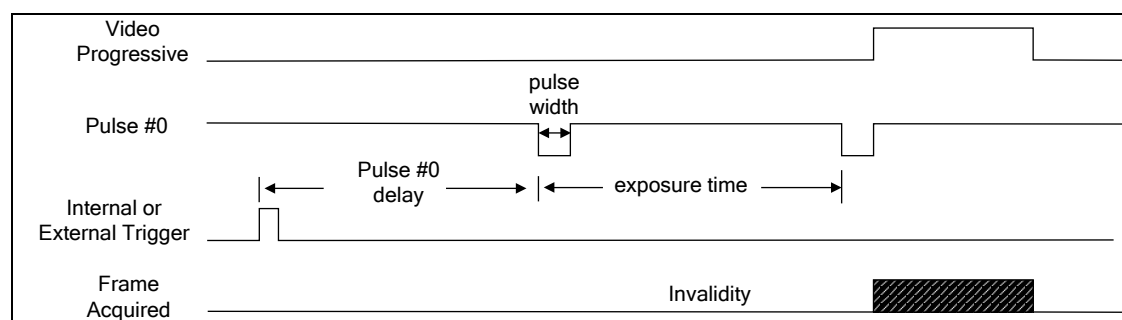 Video
Progressive
pulse
width
Pulse #0
Pulse #0
delay
exposure time
Internal or
External Trigger
Frame
Acquired
Invalidity